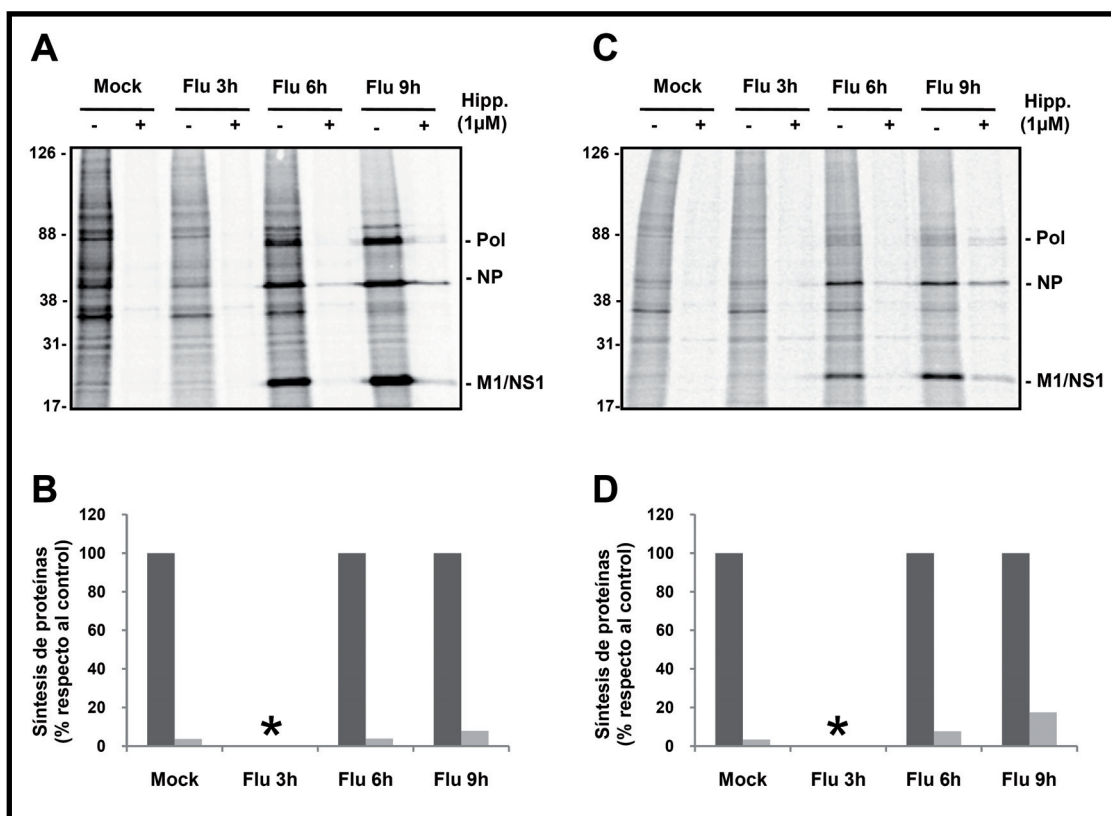 A
Mock Flu 3h Flu 6h Flu 9h Hipp.
- + - + - + - + (1µM)
126 -
88 -
38 -
31 -
17-
- Pol
- NP
- M1/NS1
C
Mock Flu 3h Flu 6h Flu 9h Hipp.
- + - + - + - + (1µM)
126 -
88 -
38 -
31-
17-
- Pol
- NP
- M1/NS1
B
Síntesis de proteínas
(% respecto al control)
120
100
80
60
40
20
0
*
Mock Flu 3h Flu 6h Flu 9h
D
Síntesis de proteínas
(% respecto al control)
120
100
80
60
40
20
0
*
Mock Flu 3h Flu 6h Flu 9h